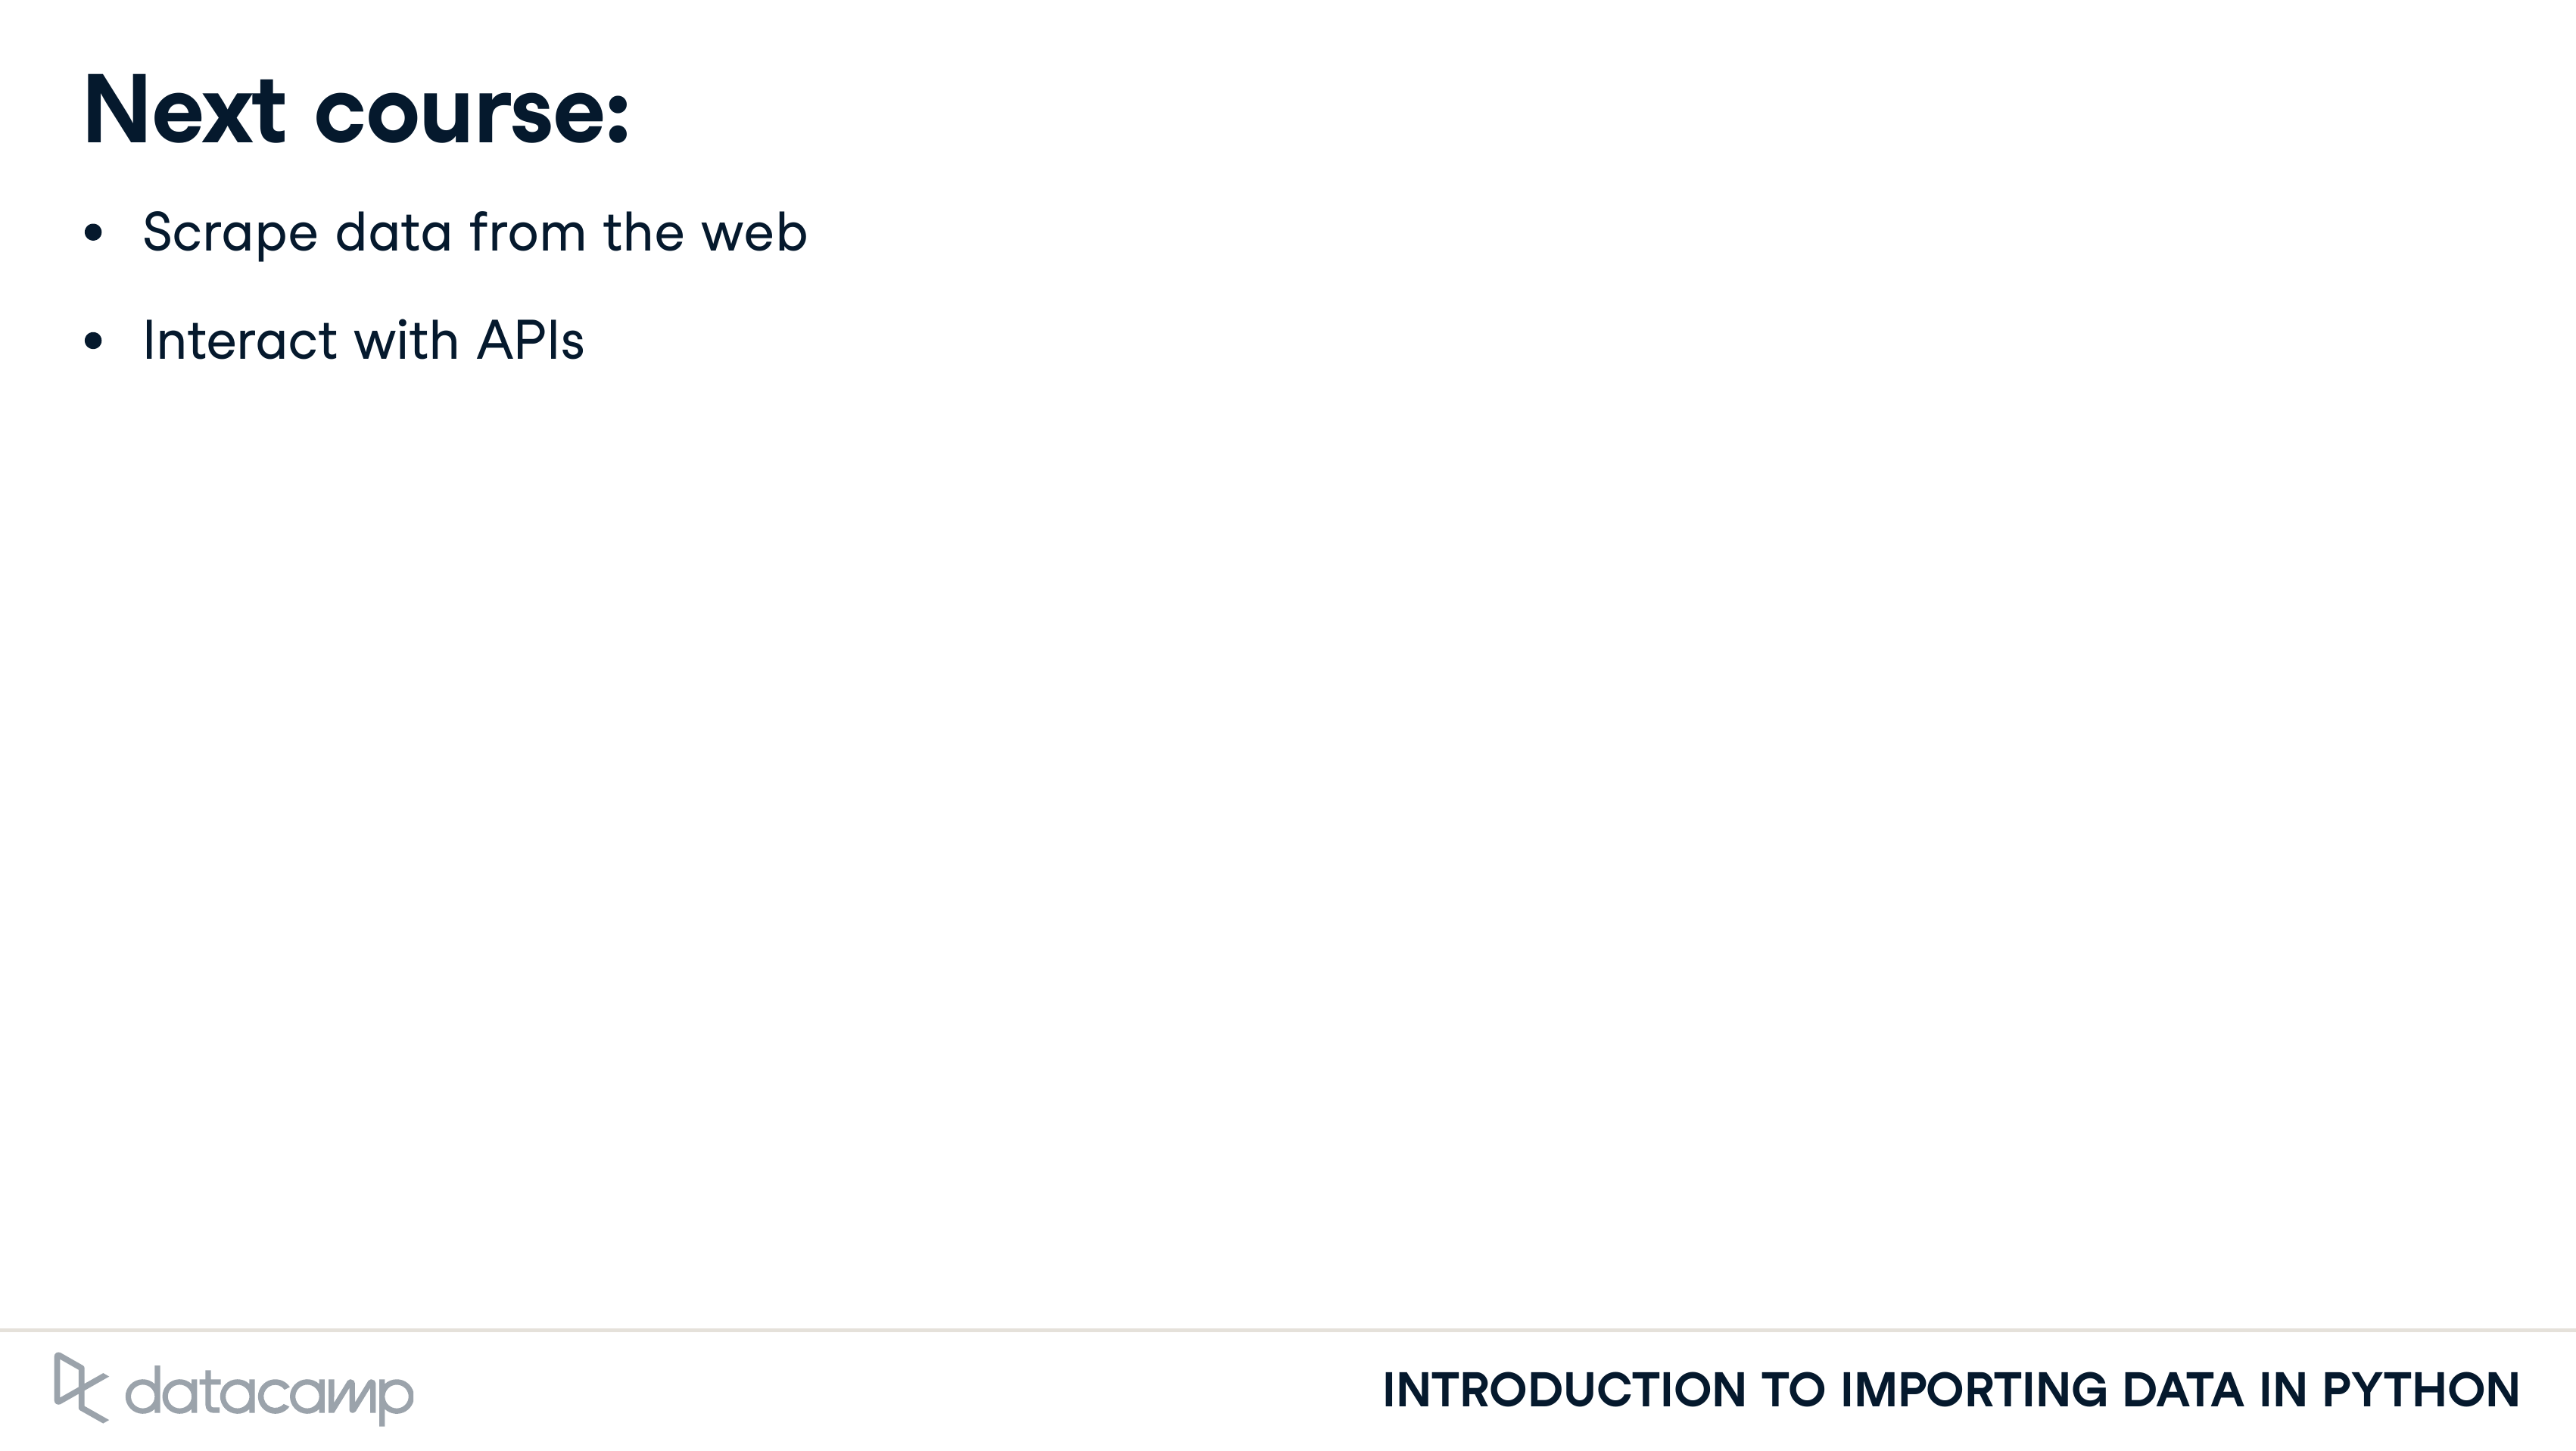 Next course:
• Scrape data from the web
• Interact with APIs
datacamp
INTRODUCTION TO IMPORTING DATA IN PYTHON